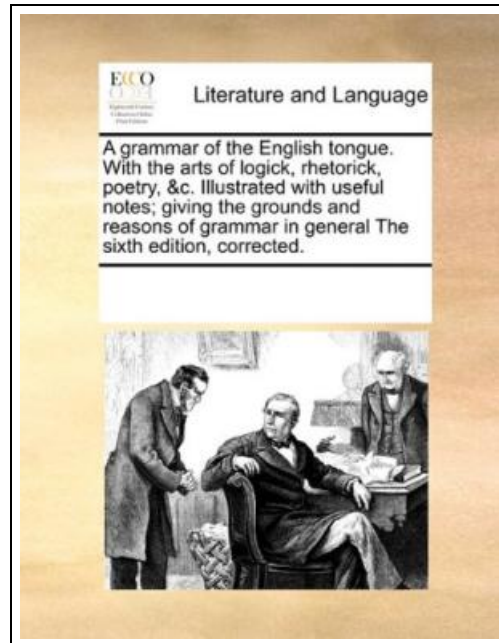 ECCO
Literature and Language
A grammar of the English tongue.
With the arts of logick, rhetorick,
poetry, &c. Illustrated with useful
notes; giving the grounds and
reasons of grammar in general The
sixth edition, corrected.